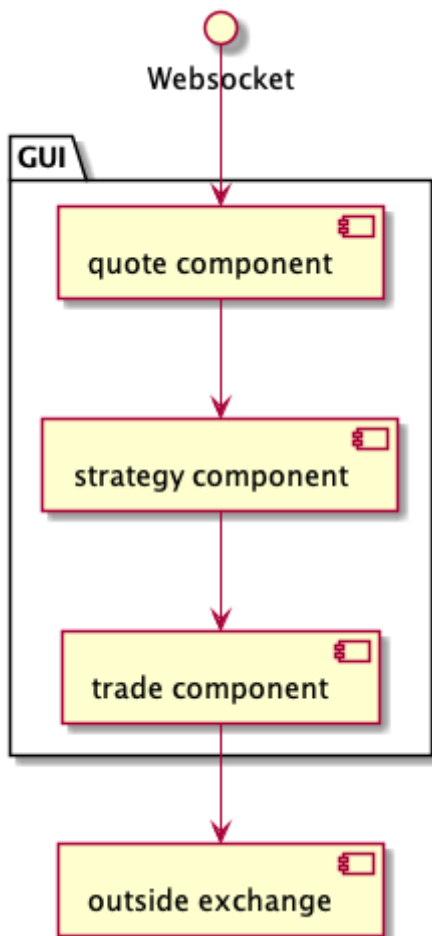 Websocket
GUI
quote component
strategy component
trade component
outside exchange